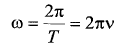 ω = 2π/T = 2πν